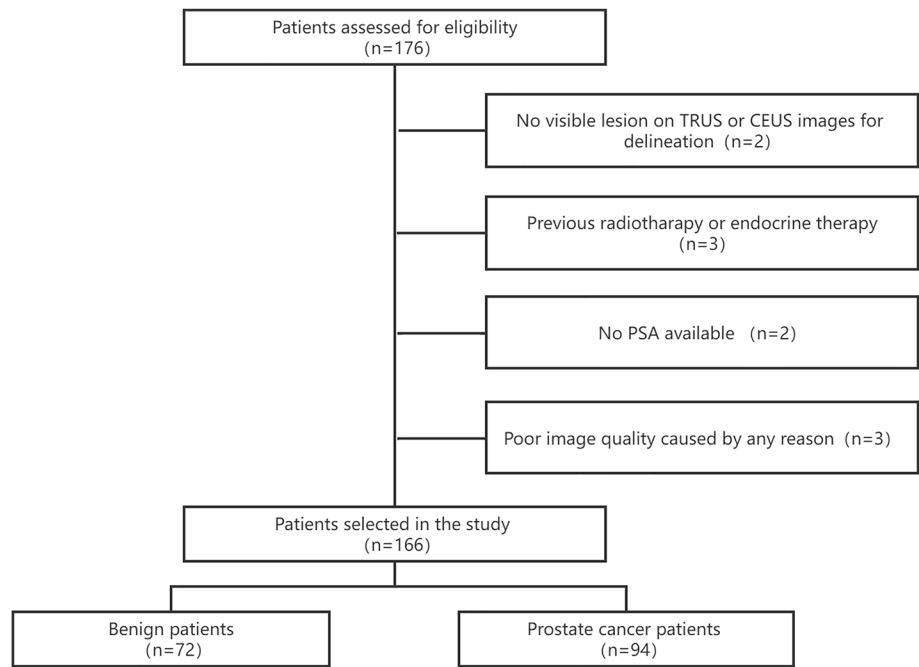 Patients assessed for eligibility
（n=176）
No visible lesion on TRUS or CEUS images for
delineation（n=2）
Previous radiotharapy or endocrine therapy
（n=3）
No PSA available （n=2）
Poor image quality caused by any reason（n=3）
Patients selected in the study
（n=166）
Benign patients
（n=72）
Prostate cancer patients
（n=94）